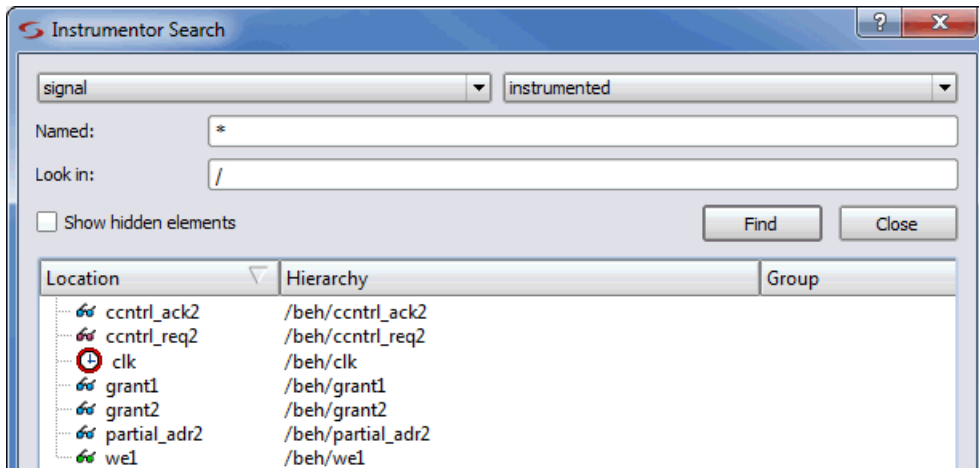 Instrumentor Search ? X
signal instrumented
Named: *
Look in: /
Show hidden elements Find Close
Location Hierarchy Group
ccntrl_ack2 /beh/ccntrl_ack2
ccntrl_req2 /beh/ccntrl_req2
clk /beh/clk
grant1 /beh/grant1
grant2 /beh/grant2
partial_adr2 /beh/partial_adr2
we1 /beh/we1